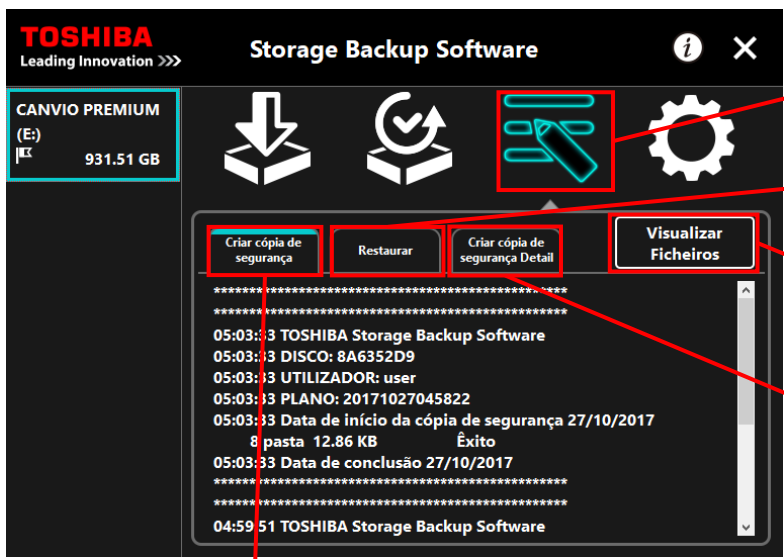 TOSHIBA
Leading Innovation >>>
Storage Backup Software
i
CANVIO PREMIUM
(E:)
931.51 GB
Criar cópia de
segurança
Restaurar
Criar cópia de
segurança Detail
Visualizar
Ficheiros
*************************************************
*************************************************
05:03:33 TOSHIBA Storage Backup Software
05:03:33 DISCO: 8A6352D9
05:03:33 UTILIZADOR: user
05:03:33 PLANO: 20171027045822
05:03:33 Data de início da cópia de segurança 27/10/2017
8 pasta 12.86 KB Êxito
05:03:33 Data de conclusão 27/10/2017
*************************************************
*************************************************
04:59:51 TOSHIBA Storage Backup Software